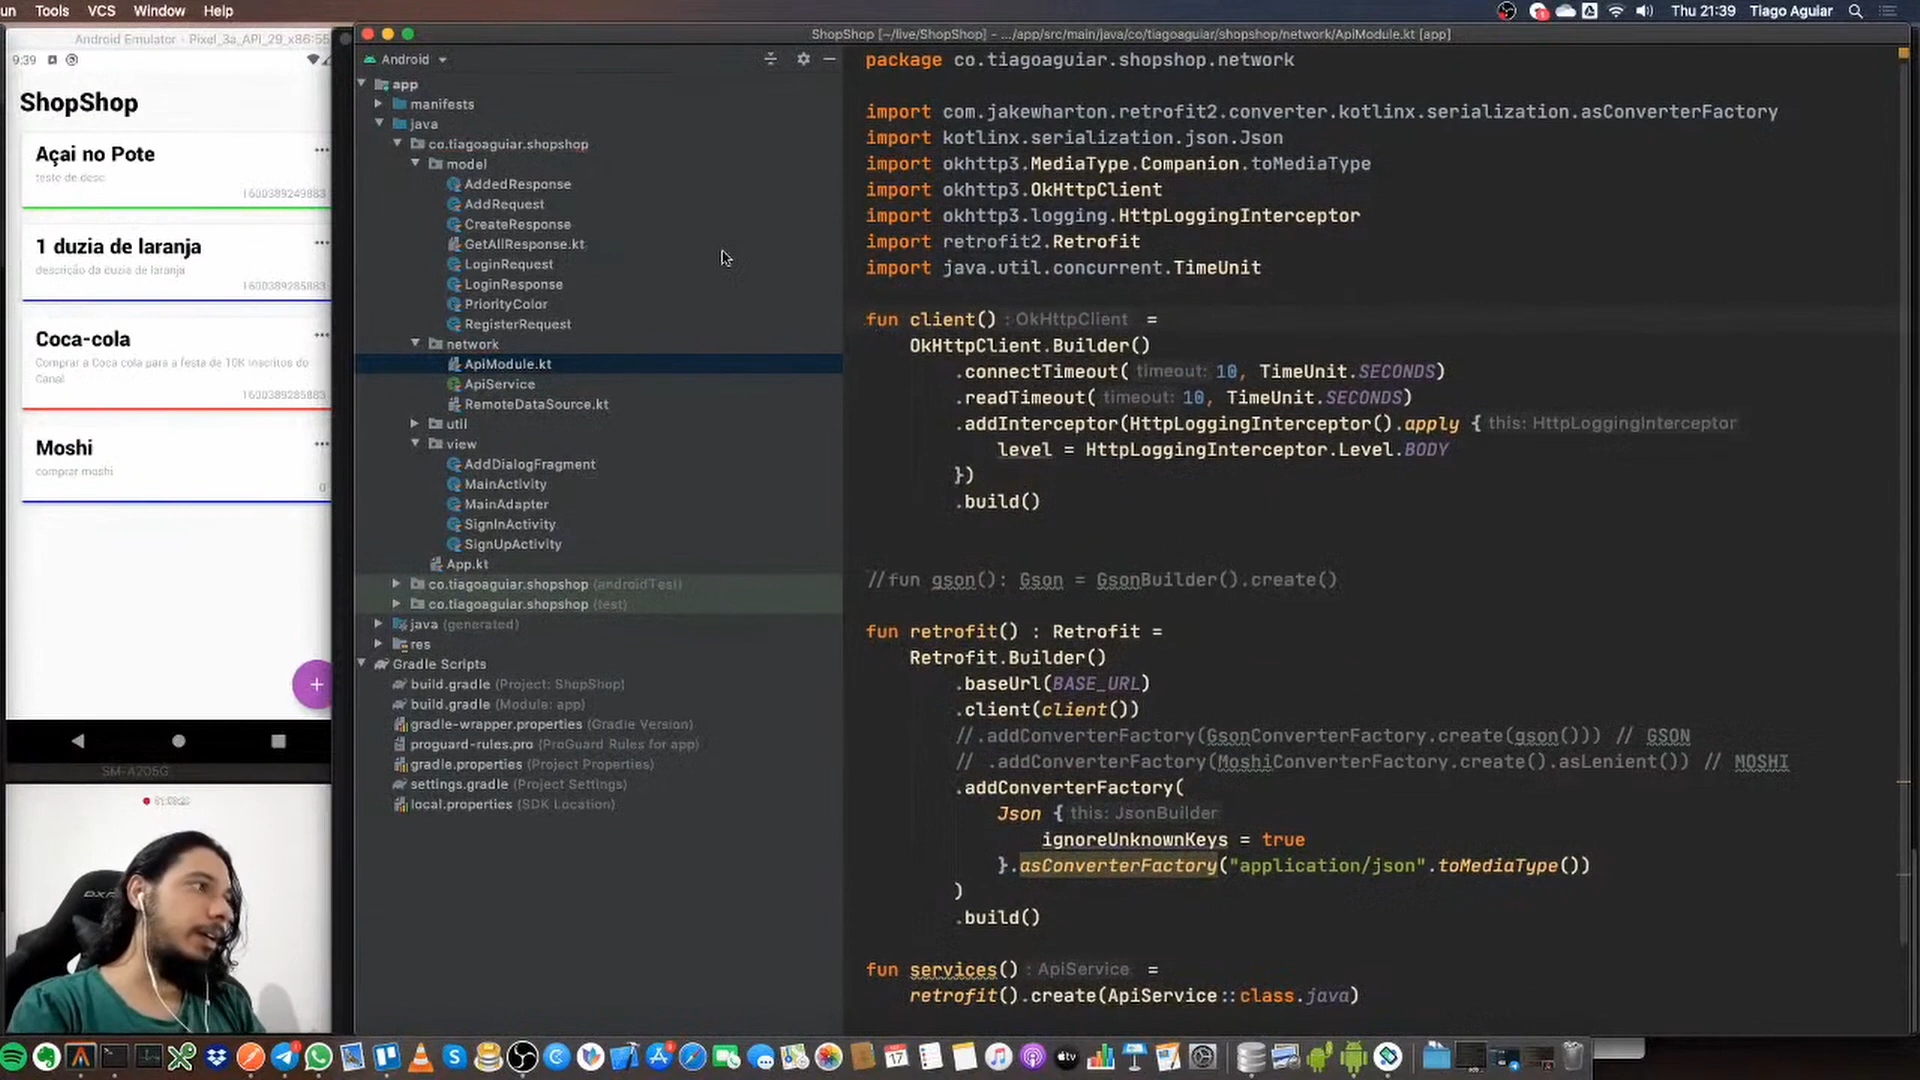 un Tools VCS Window Help
Thu 21:39 Tiago Aguiar
Android Emulator - Pixel_3a_API_29_x86:55
9:39
ShopShop
Açai no Pote
teste de desc
1600389249883
1 duzia de laranja
descrição da duzia de laranja
1600389285883
Coca-cola
Comprar a Coca cola para a festa de 10K inscritos do
Canal
1600389285883
Moshi
comprar moshi
0
+
SM-A205G
ShopShop [~/live/ShopShop] - .../app/src/main/java/co/tiagoaguiar/shopshop/network/ApiModule.kt [app]
Android
app
manifests
java
co.tiagoaguiar.shopshop
model
AddedResponse
AddRequest
CreateResponse
GetAllResponse.kt
LoginRequest
LoginResponse
PriorityColor
RegisterRequest
network
ApiModule.kt
ApiService
RemoteDataSource.kt
util
view
AddDialogFragment
MainActivity
MainAdapter
SignInActivity
SignUpActivity
App.kt
co.tiagoaguiar.shopshop (androidTest)
co.tiagoaguiar.shopshop (test)
java (generated)
res
Gradle Scripts
build.gradle (Project: ShopShop)
build.gradle (Module: app)
gradle-wrapper.properties (Gradle Version)
proguard-rules.pro (ProGuard Rules for app)
gradle.properties (Project Properties)
settings.gradle (Project Settings)
local.properties (SDK Location)
package co.tiagoaguiar.shopshop.network
import com.jakewharton.retrofit2.converter.kotlinx.serialization.asConverterFactory
import kotlinx.serialization.json.Json
import okhttp3.MediaType.Companion.toMediaType
import okhttp3.OkHttpClient
import okhttp3.logging.HttpLoggingInterceptor
import retrofit2.Retrofit
import java.util.concurrent.TimeUnit
fun client() : OkHttpClient =
OkHttpClient.Builder()
.connectTimeout( timeout: 10, TimeUnit.SECONDS)
.readTimeout( timeout: 10, TimeUnit.SECONDS)
.addInterceptor(HttpLoggingInterceptor().apply { this: HttpLoggingInterceptor
level = HttpLoggingInterceptor.Level.BODY
})
.build()
//fun gson(): Gson = GsonBuilder().create()
fun retrofit() : Retrofit =
Retrofit.Builder()
.baseUrl(BASE_URL)
.client(client())
//.addConverterFactory(GsonConverterFactory.create(gson())) // GSON
// .addConverterFactory(MoshiConverterFactory.create().asLenient()) // MOSHI
.addConverterFactory(
Json { this: JsonBuilder
ignoreUnknownKeys = true
}.asConverterFactory("application/json".toMediaType())
)
.build()
fun services() : ApiService =
retrofit().create(ApiService::class.java)
17
tv